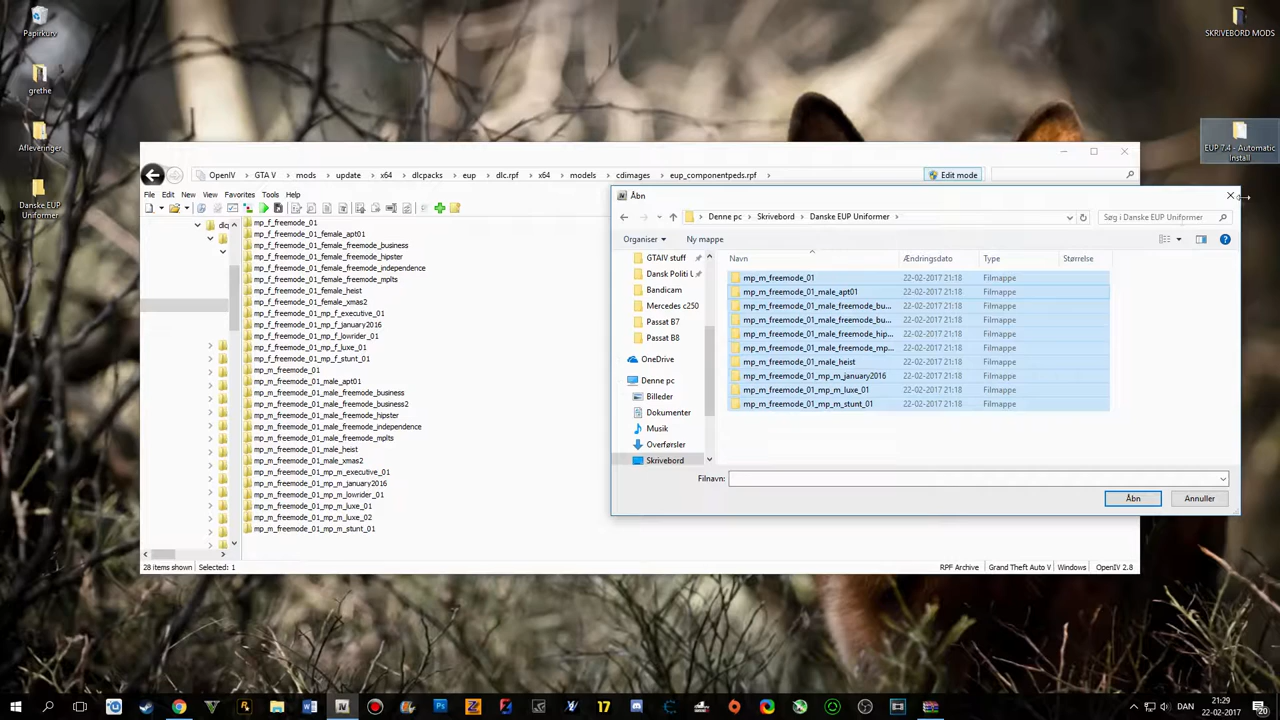 Papirkurv
grethe
Afleveringer
Danske EUP
Uniformer
SKRIVEBORD MODS
EUP 7.4 - Automatic
Install
OpenIV › GTA V › mods › update › x64 › dlcpacks › eup › dlc.rpf › x64 › models › cdimages › eup_componentpeds.rpf ›
Edit mode
File Edit View Favorites Tools Help
mp_f_freemode_01
mp_f_freemode_01_female_apt01
mp_f_freemode_01_female_freemode_business
mp_f_freemode_01_female_freemode_hipster
mp_f_freemode_01_female_freemode_independence
mp_f_freemode_01_female_freemode_mplts
mp_f_freemode_01_female_heist
mp_f_freemode_01_female_xmas2
mp_f_freemode_01_mp_f_executive_01
mp_f_freemode_01_mp_f_january2016
mp_f_freemode_01_mp_f_lowrider_01
mp_f_freemode_01_mp_f_luxe_01
mp_f_freemode_01_mp_f_stunt_01
mp_m_freemode_01
mp_m_freemode_01_male_apt01
mp_m_freemode_01_male_freemode_business
mp_m_freemode_01_male_freemode_business2
mp_m_freemode_01_male_freemode_hipster
mp_m_freemode_01_male_freemode_independence
mp_m_freemode_01_male_freemode_mplts
mp_m_freemode_01_male_heist
mp_m_freemode_01_male_xmas2
mp_m_freemode_01_mp_m_executive_01
mp_m_freemode_01_mp_m_january2016
mp_m_freemode_01_mp_m_lowrider_01
mp_m_freemode_01_mp_m_luxe_01
mp_m_freemode_01_mp_m_luxe_02
mp_m_freemode_01_mp_m_stunt_01
28 items shown Selected: 1
RPF Archive Grand Theft Auto V Windows OpenIV 2.8
Åbn
Denne pc › Skrivebord › Danske EUP Uniformer ›
Søg i Danske EUP Uniformer
Organiser Ny mappe
GTAIV stuff
Dansk Politi
Bandicam
Mercedes c250
Passat B7
Passat B8
OneDrive
Denne pc
Billeder
Dokumenter
Musik
Overførsler
Skrivebord
Navn Ændringsdato Type Størrelse
mp_m_freemode_01 22-02-2017 21:18 Filmappe
mp_m_freemode_01_male_apt01 22-02-2017 21:18 Filmappe
mp_m_freemode_01_male_freemode_bu... 22-02-2017 21:18 Filmappe
mp_m_freemode_01_male_freemode_bu... 22-02-2017 21:18 Filmappe
mp_m_freemode_01_male_freemode_hip... 22-02-2017 21:18 Filmappe
mp_m_freemode_01_male_freemode_mp... 22-02-2017 21:18 Filmappe
mp_m_freemode_01_male_heist 22-02-2017 21:18 Filmappe
mp_m_freemode_01_mp_m_january2016 22-02-2017 21:18 Filmappe
mp_m_freemode_01_mp_m_luxe_01 22-02-2017 21:18 Filmappe
mp_m_freemode_01_mp_m_stunt_01 22-02-2017 21:18 Filmappe
Filnavn:
Åbn Annuller
17
DAN
21:29
22-02-2017
20